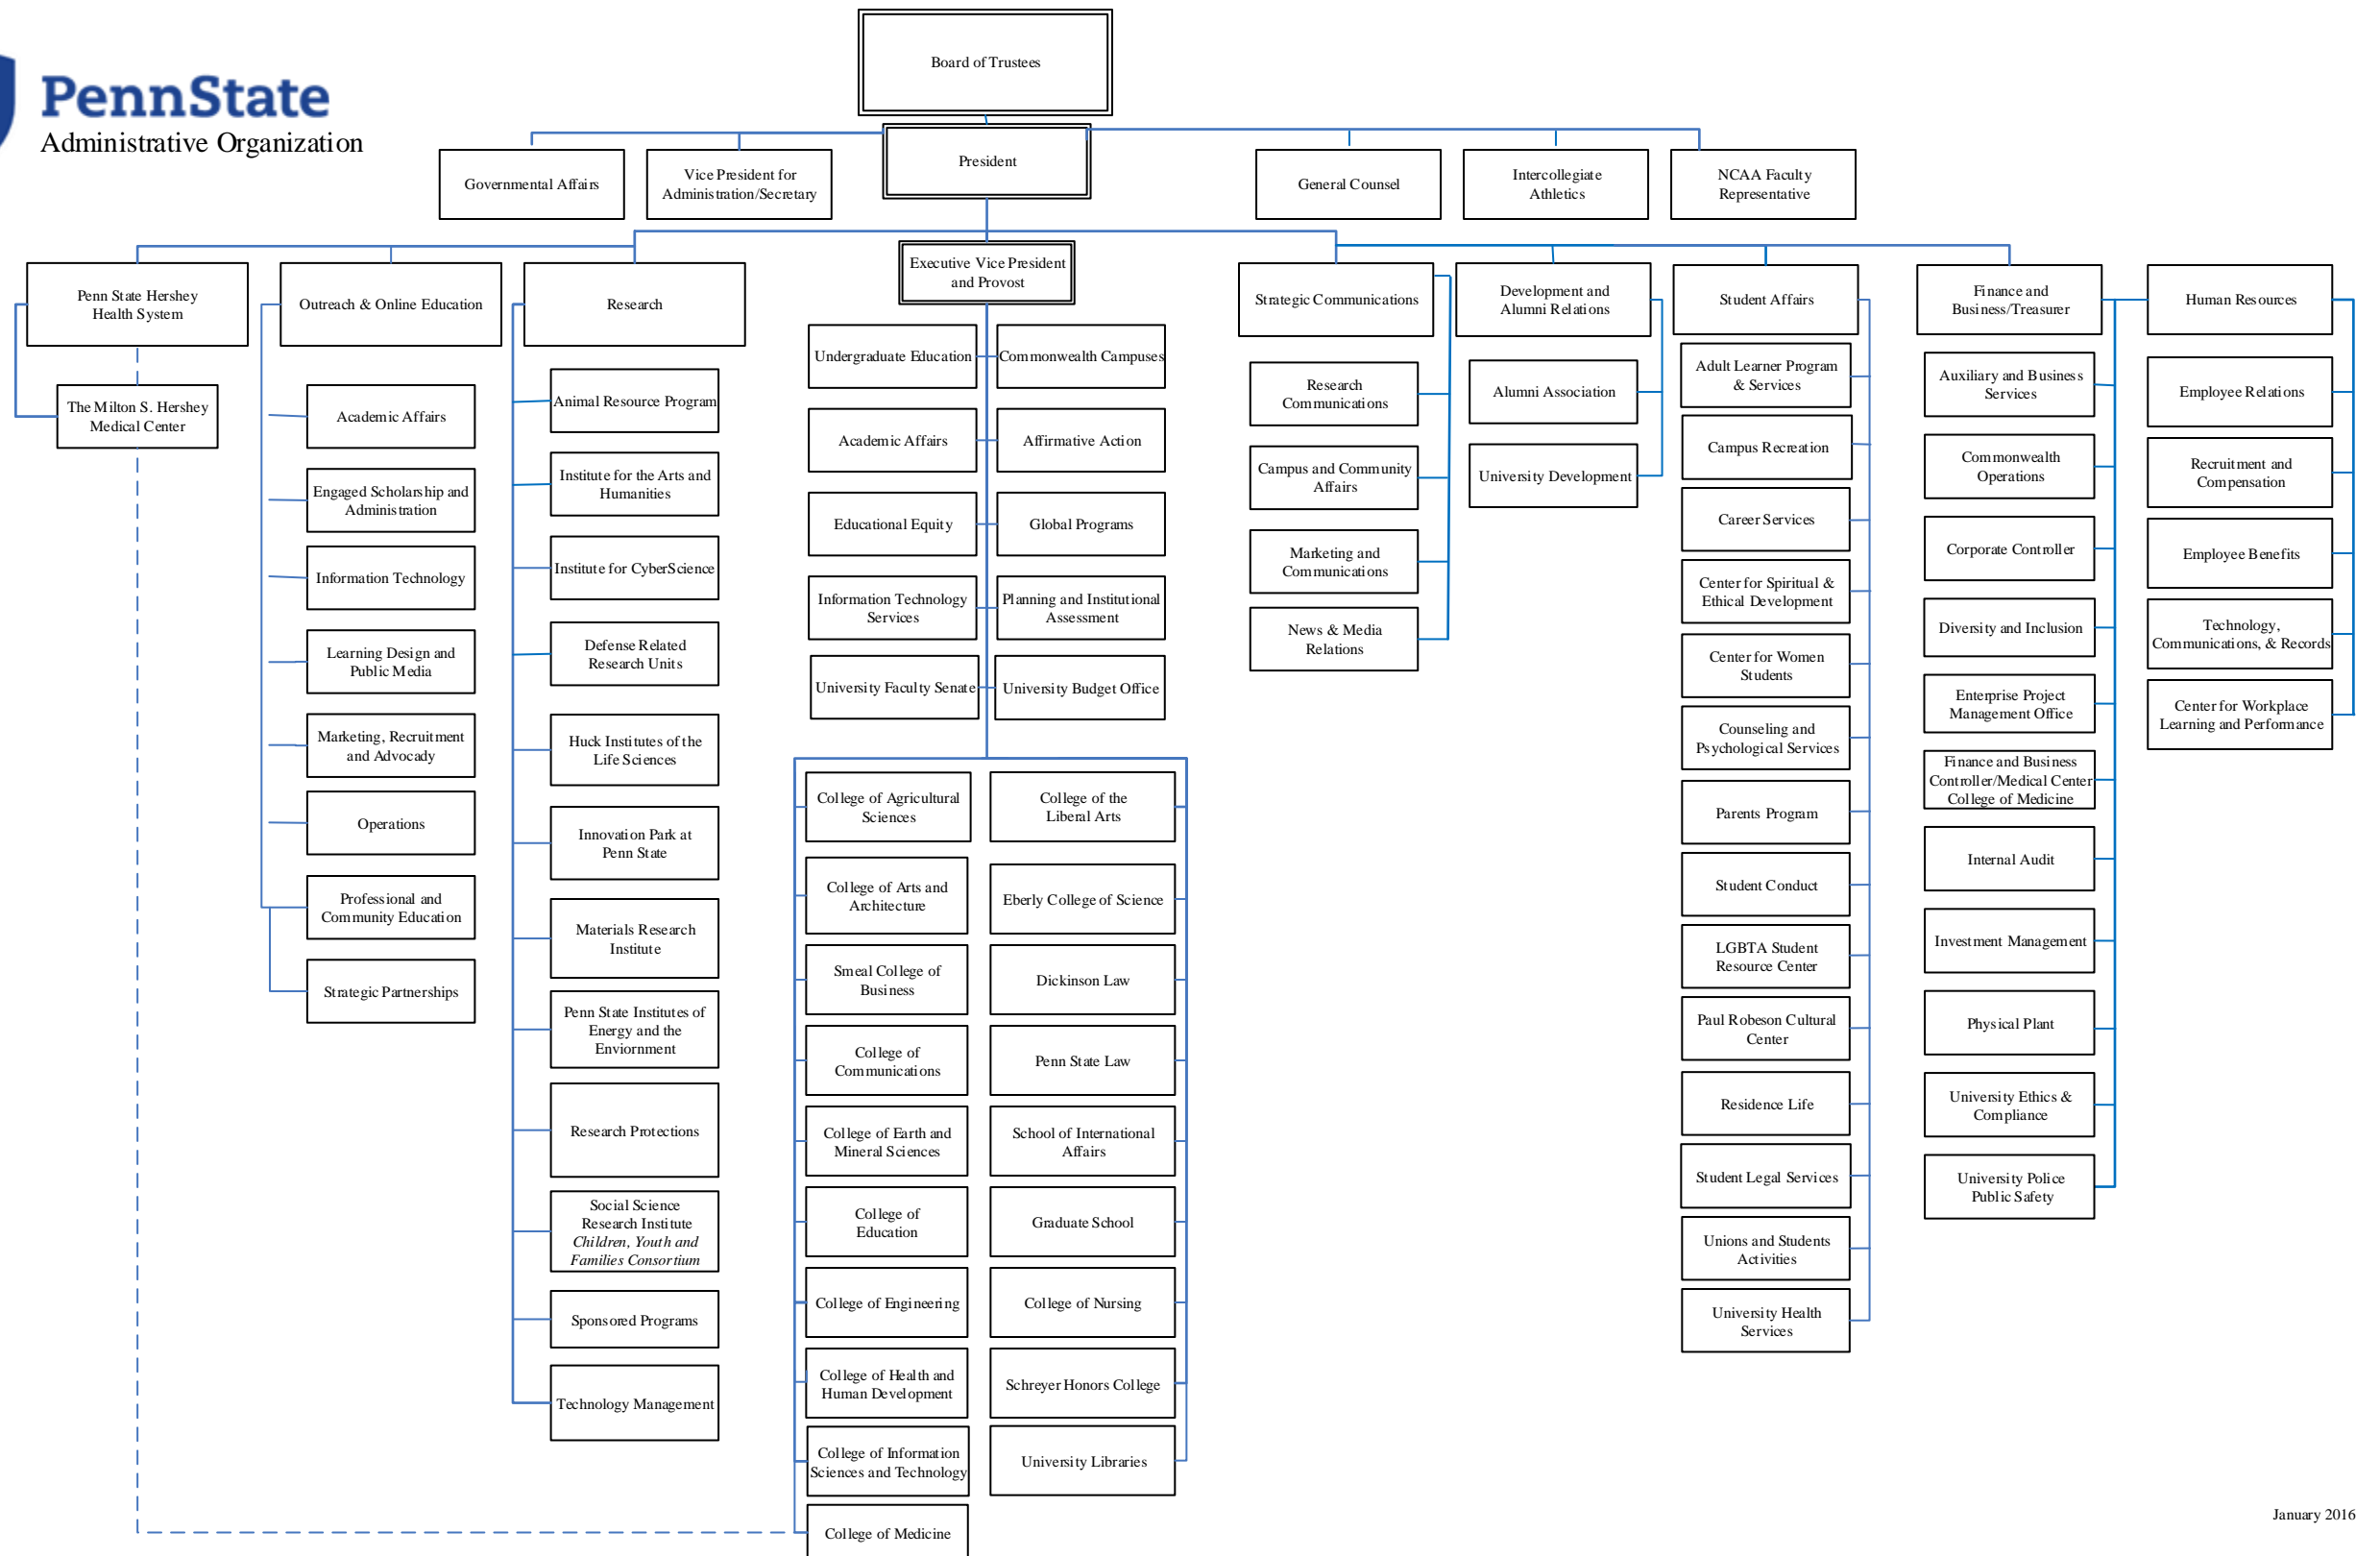 PennState
Administrative Organization
Board of Trustees
President
Governmental Affairs
Vice President for
Administration/Secretary
General Counsel
Intercollegiate
Athletics
NCAA Faculty
Representative
Penn State Hershey
Health System
The Milton S. Hershey
Medical Center
Outreach & Online Education
Academic Affairs
Engaged Scholarship and
Administration
Information Technology
Learning Design and
Public Media
Marketing, Recruitment
and Advocady
Operations
Professional and
Community Education
Strategic Partnerships
Research
Animal Resource Program
Institute for the Arts and
Humanities
Institute for CyberScience
Defense Related
Research Units
Huck Institutes of the
Life Sciences
Innovation Park at
Penn State
Materials Research
Institute
Penn State Institutes of
Energy and the
Enviornment
Research Protections
Social Science
Research Institute
Children, Youth and
Families Consortium
Sponsored Programs
Technology Management
Executive Vice President
and Provost
Undergraduate Education
Commonwealth Campuses
Academic Affairs
Affirmative Action
Educational Equity
Global Programs
Information Technology
Services
Planning and Institutional
Assessment
University Faculty Senate
University Budget Office
College of Agricultural
Sciences
College of Arts and
Architecture
Smeal College of
Business
College of
Communications
College of Earth and
Mineral Sciences
College of
Education
College of Engineering
College of Health and
Human Development
College of Information
Sciences and Technology
College of Medicine
College of the
Liberal Arts
Eberly College of Science
Dickinson Law
Penn State Law
School of International
Affairs
Graduate School
College of Nursing
Schreyer Honors College
University Libraries
Strategic Communications
Research
Communications
Campus and Community
Affairs
Marketing and
Communications
News & Media
Relations
Development and
Alumni Relations
Alumni Association
University Development
Student Affairs
Adult Learner Program
& Services
Campus Recreation
Career Services
Center for Spiritual &
Ethical Development
Center for Women
Students
Counseling and
Psychological Services
Parents Program
Student Conduct
LGBTA Student
Resource Center
Paul Robeson Cultural
Center
Residence Life
Student Legal Services
Unions and Students
Activities
University Health
Services
Finance and
Business/Treasurer
Auxiliary and Business
Services
Commonwealth
Operations
Corporate Controller
Diversity and Inclusion
Enterprise Project
Management Office
Finance and Business
Controller/Medical Center
College of Medicine
Internal Audit
Investment Management
Physical Plant
University Ethics &
Compliance
University Police
Public Safety
Human Resources
Employee Relations
Recruitment and
Compensation
Employee Benefits
Technology,
Communications, & Records
Center for Workplace
Learning and Performance
January 2016